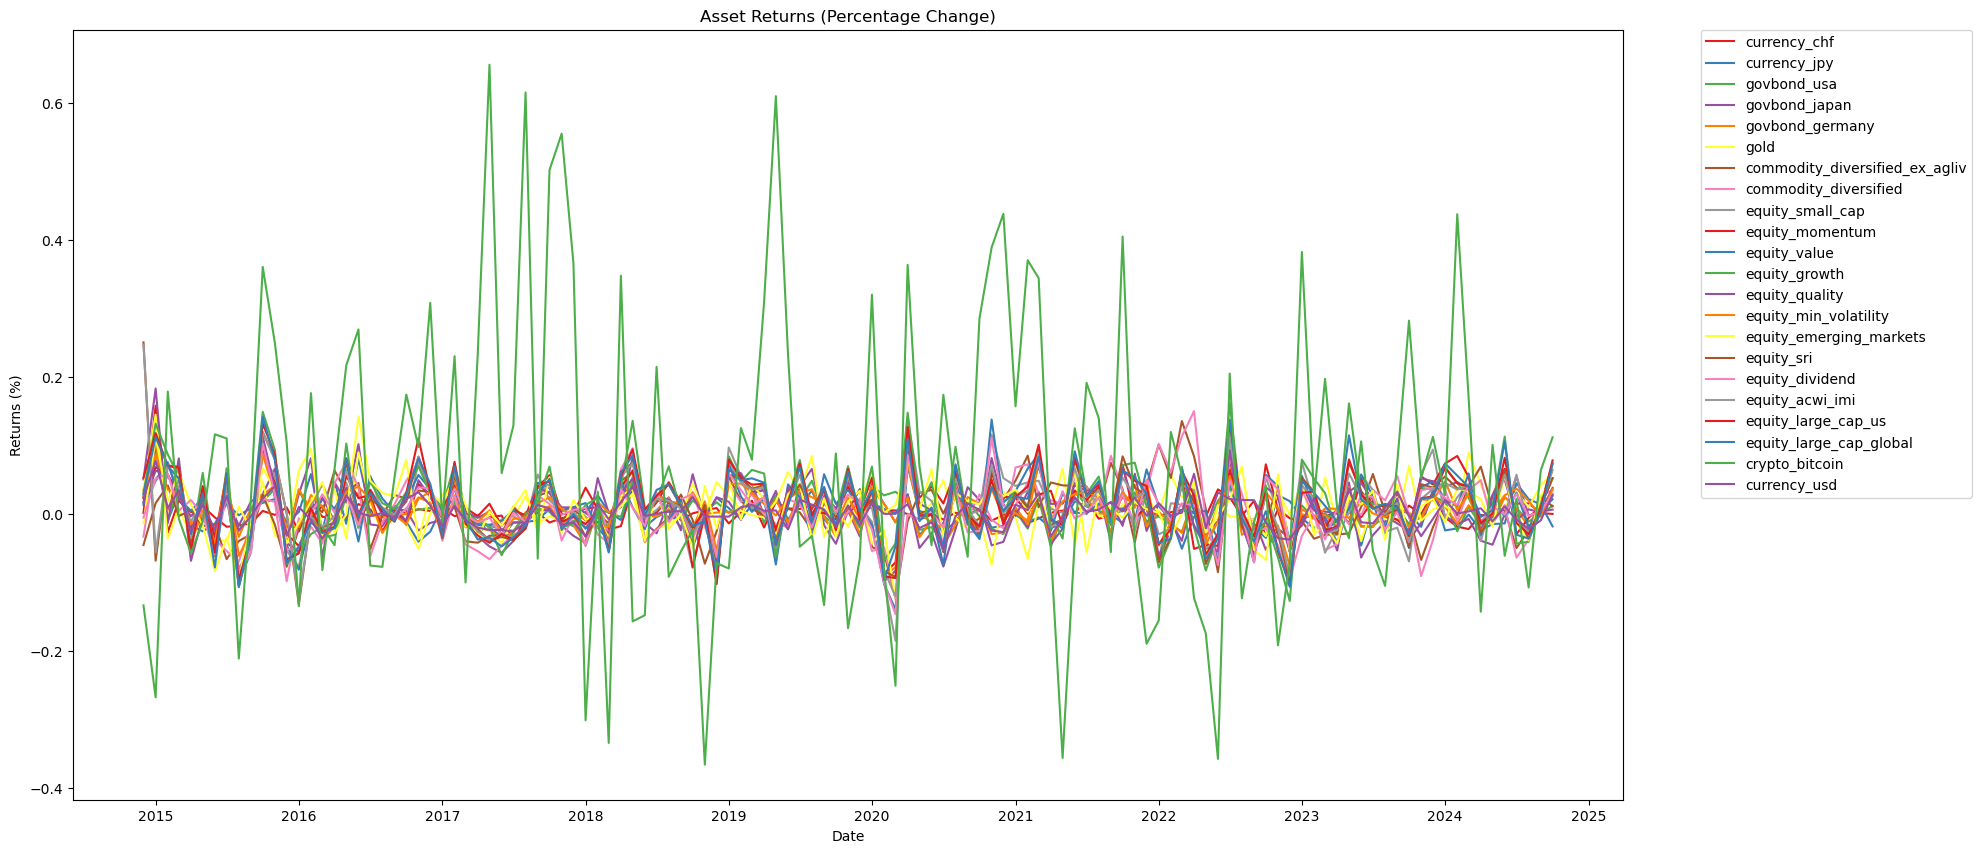 Asset Returns (Percentage Change)
Returns (%)
0.6
0.4
0.2
0.0
−0.2
−0.4
2015 2016 2017 2018 2019 2020 2021 2022 2023 2024 2025
Date
currency_chf
currency_jpy
govbond_usa
govbond_japan
govbond_germany
gold
commodity_diversified_ex_agliv
commodity_diversified
equity_small_cap
equity_momentum
equity_value
equity_growth
equity_quality
equity_min_volatility
equity_emerging_markets
equity_sri
equity_dividend
equity_acwi_imi
equity_large_cap_us
equity_large_cap_global
crypto_bitcoin
currency_usd